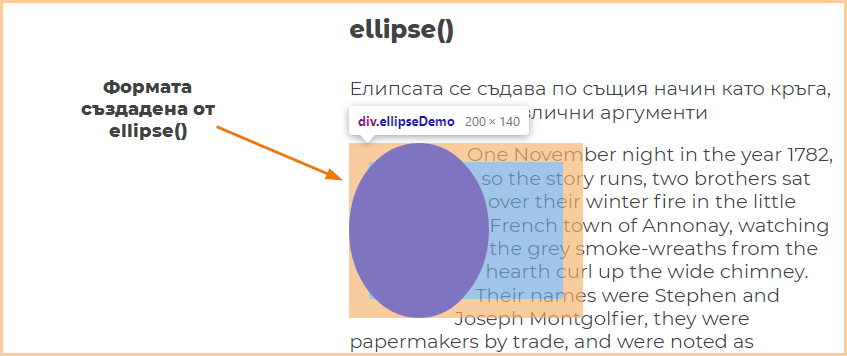 ellipse()
Формата
създадена от
ellipse()
Елипсата се съдава по същия начин като кръга,
злични аргументи
div.ellipseDemo 200 × 140
One November night in the year 1782,
so the story runs, two brothers sat
over their winter fire in the little
French town of Annonay, watching
the grey smoke-wreaths from the
hearth curl up the wide chimney.
Their names were Stephen and
Joseph Montgolfier, they were
papermakers by trade, and were noted as